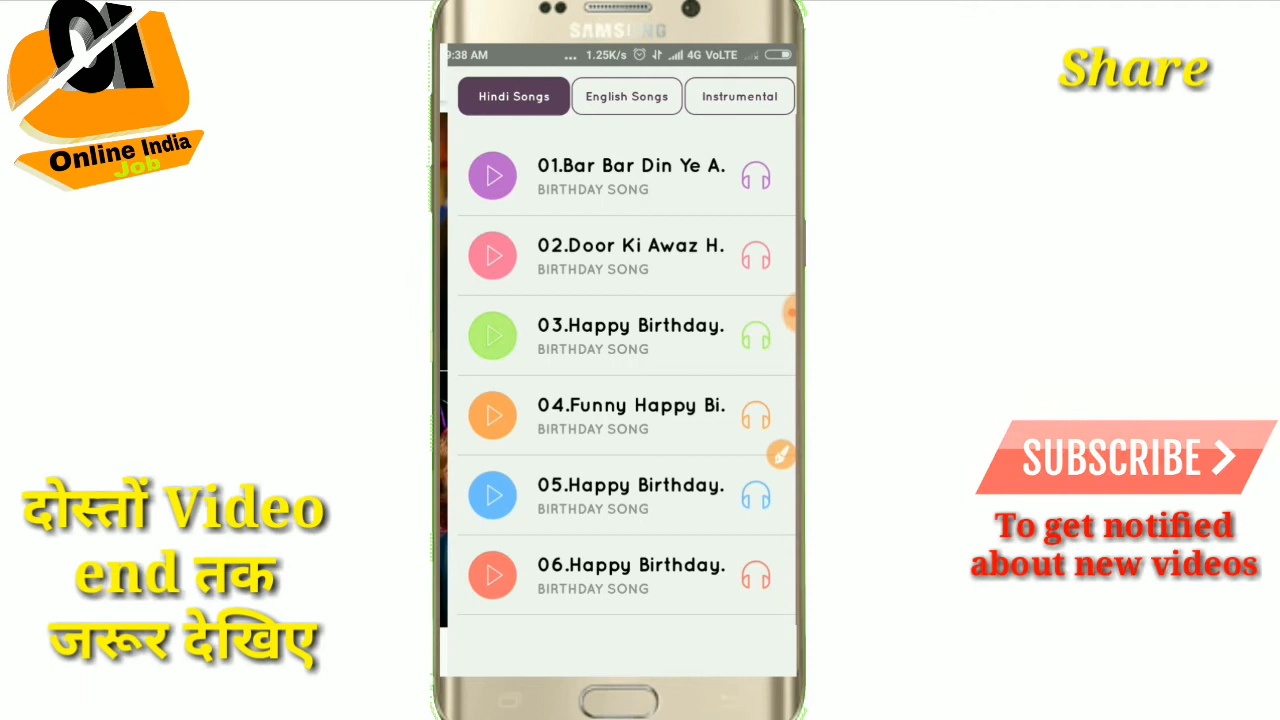 01
Online India
Job
SAMSUNG
9:38 AM
... 1.25K/s 4G VoLTE
Hindi Songs
English Songs
Instrumental
01.Bar Bar Din Ye A.
BIRTHDAY SONG
02.Door Ki Awaz H.
BIRTHDAY SONG
03.Happy Birthday.
BIRTHDAY SONG
04.Funny Happy Bi.
BIRTHDAY SONG
05.Happy Birthday.
BIRTHDAY SONG
06.Happy Birthday.
BIRTHDAY SONG
दोस्तों Video
end तक
जरूर देखिए
Share
SUBSCRIBE
To get notified
about new videos